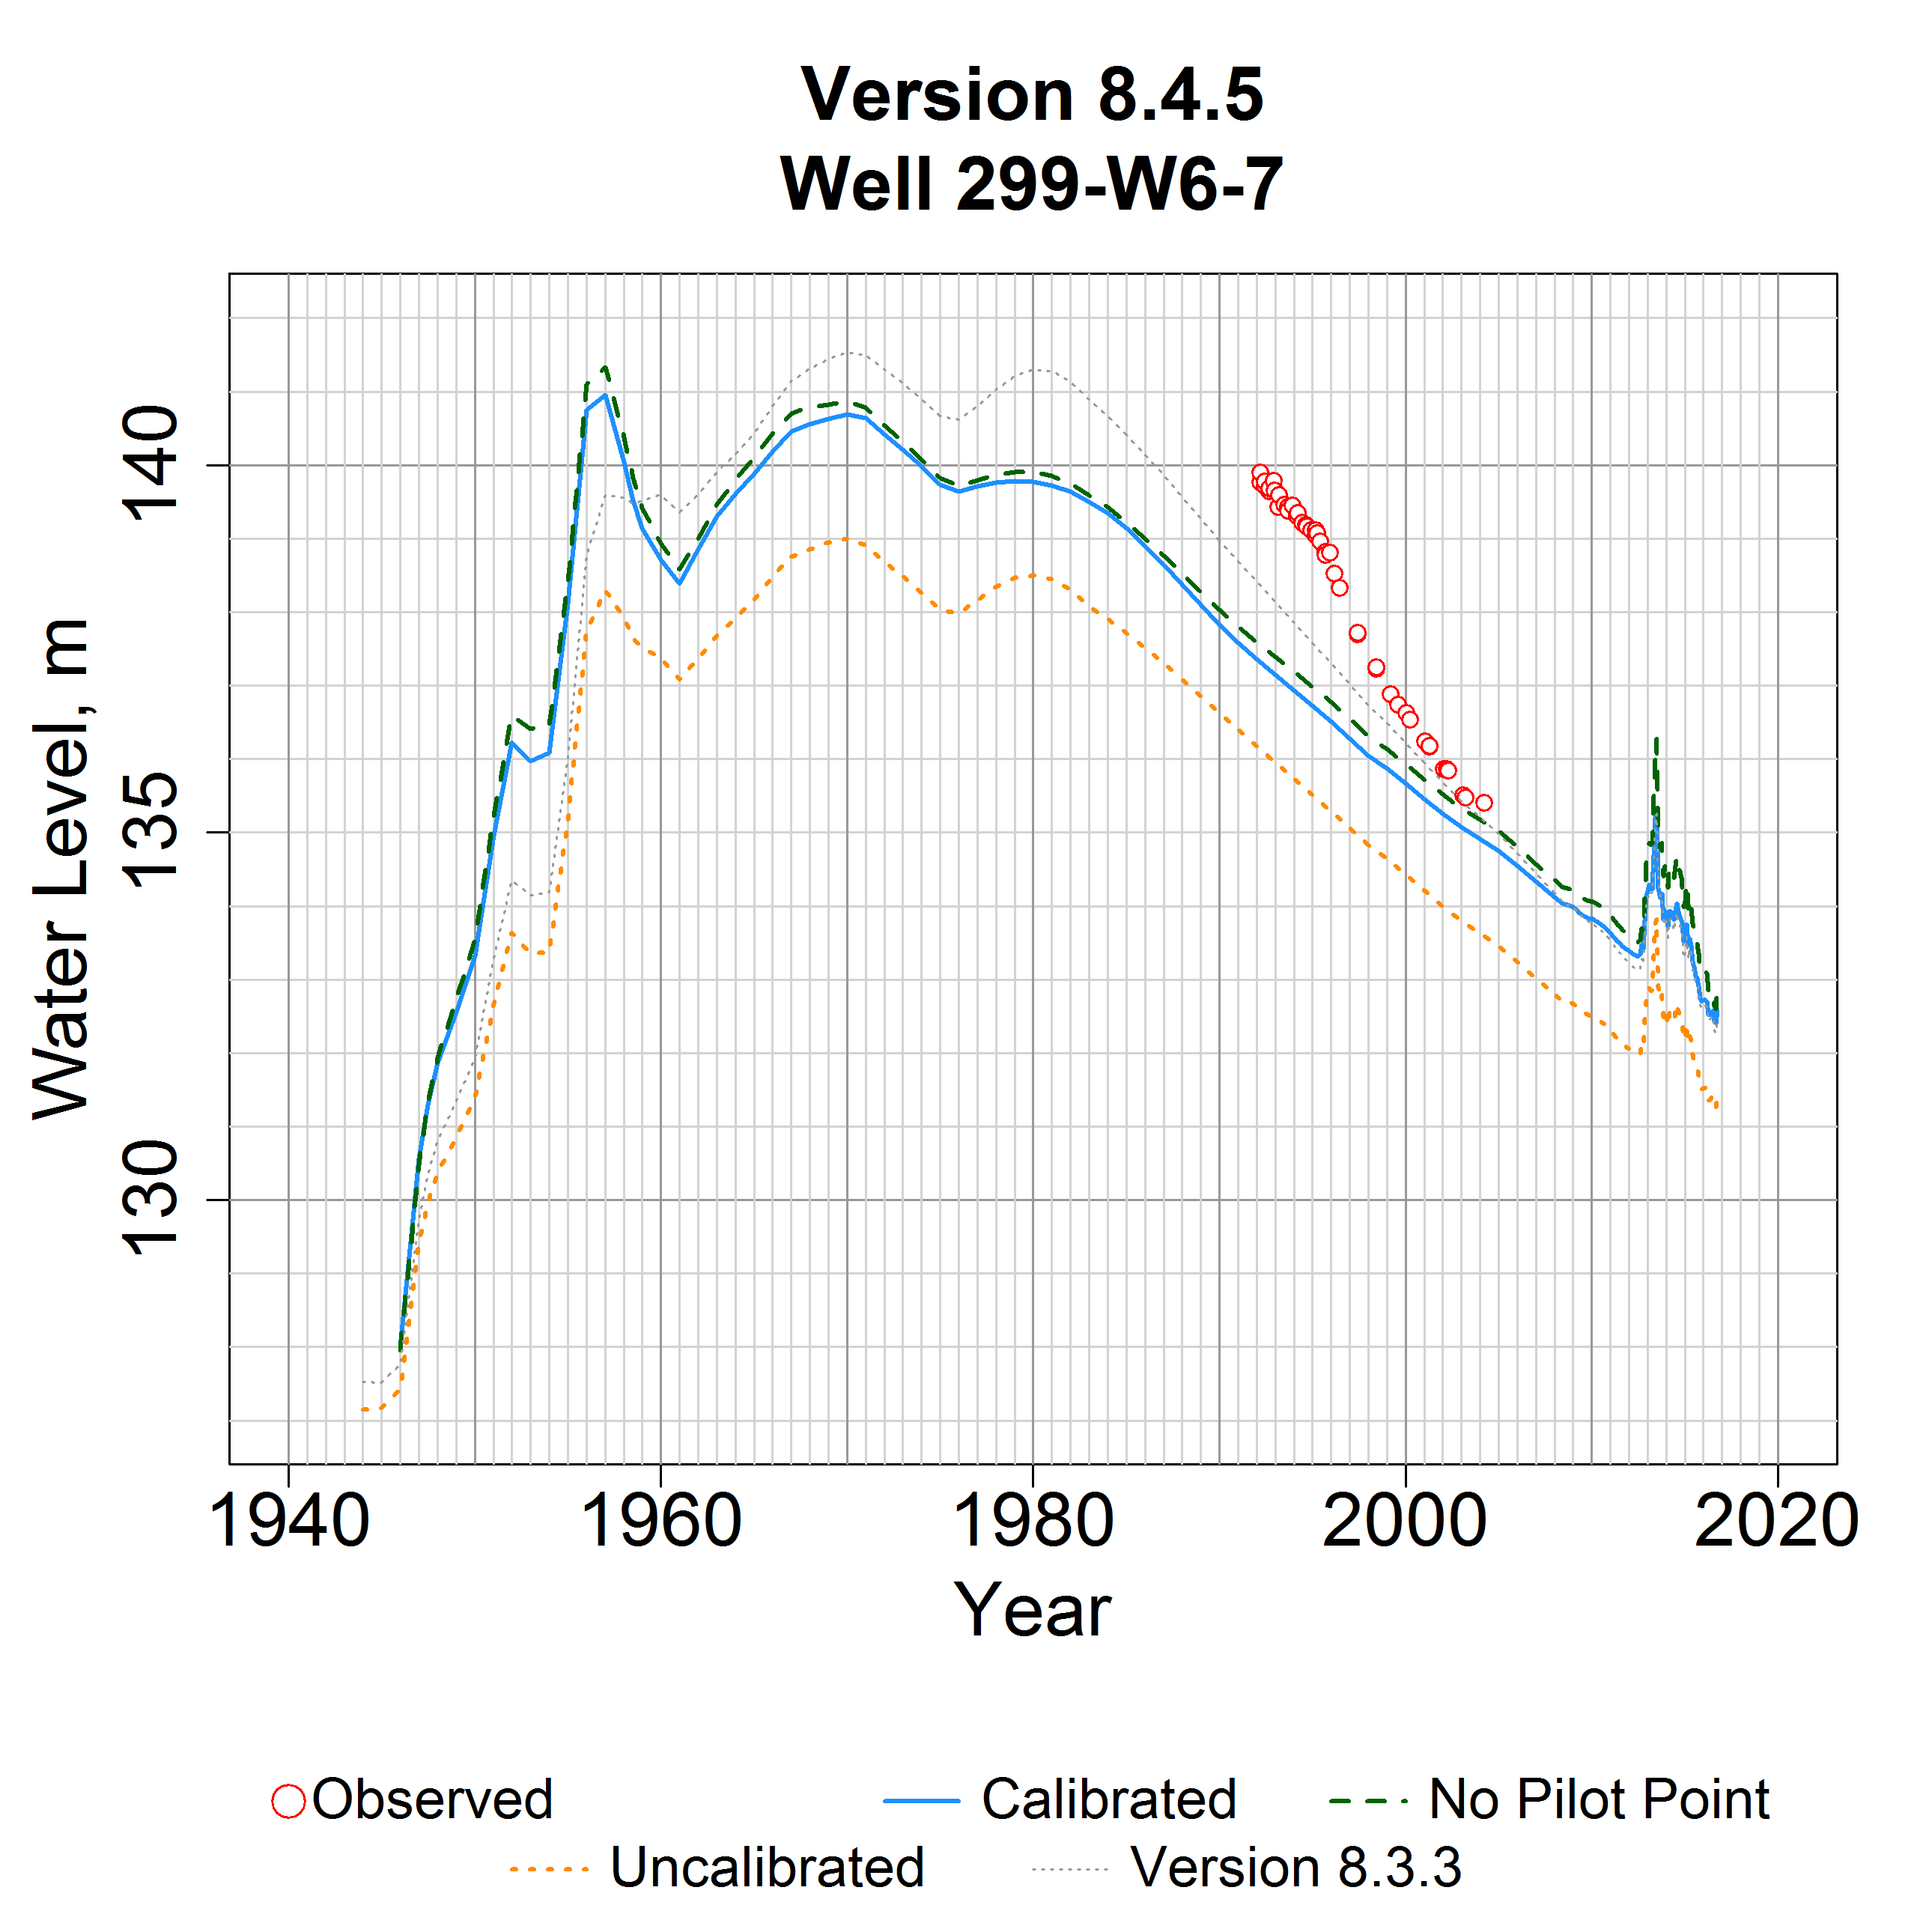 Version 8.4.5
Well 299-W6-7
Water Level, m
140
135
130
1940 1960 1980 2000 2020
Year
Observed Calibrated No Pilot Point
Uncalibrated Version 8.3.3